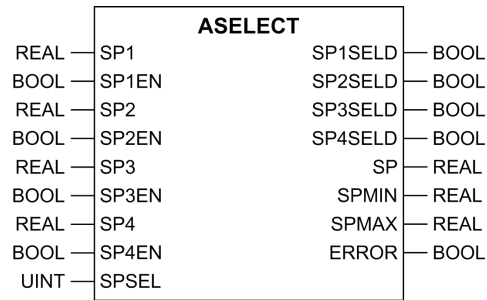 ASELECT
REAL SP1 SP1SELD BOOL
BOOL SP1EN SP2SELD BOOL
REAL SP2 SP3SELD BOOL
BOOL SP2EN SP4SELD BOOL
REAL SP3 SP REAL
BOOL SP3EN SPMIN REAL
REAL SP4 SPMAX REAL
BOOL SP4EN ERROR BOOL
UINT SPSEL